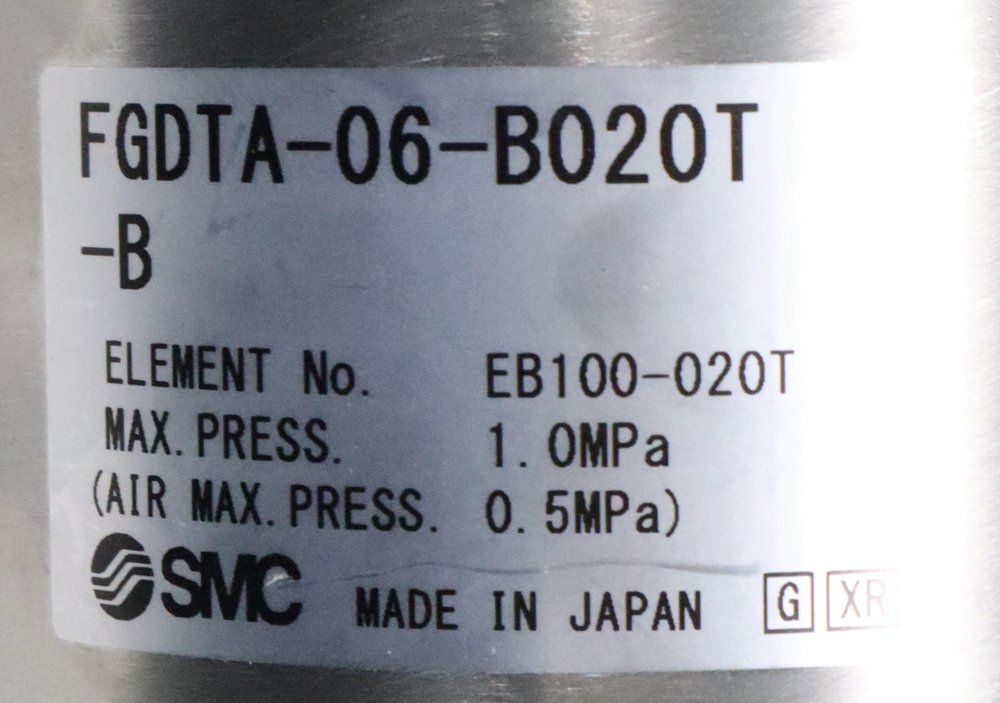 FGDTA-06-B020T
-B
ELEMENT No. EB100-020T
MAX. PRESS. 1.0MPa
(AIR MAX. PRESS. 0.5MPa)
SMC MADE IN JAPAN G XR